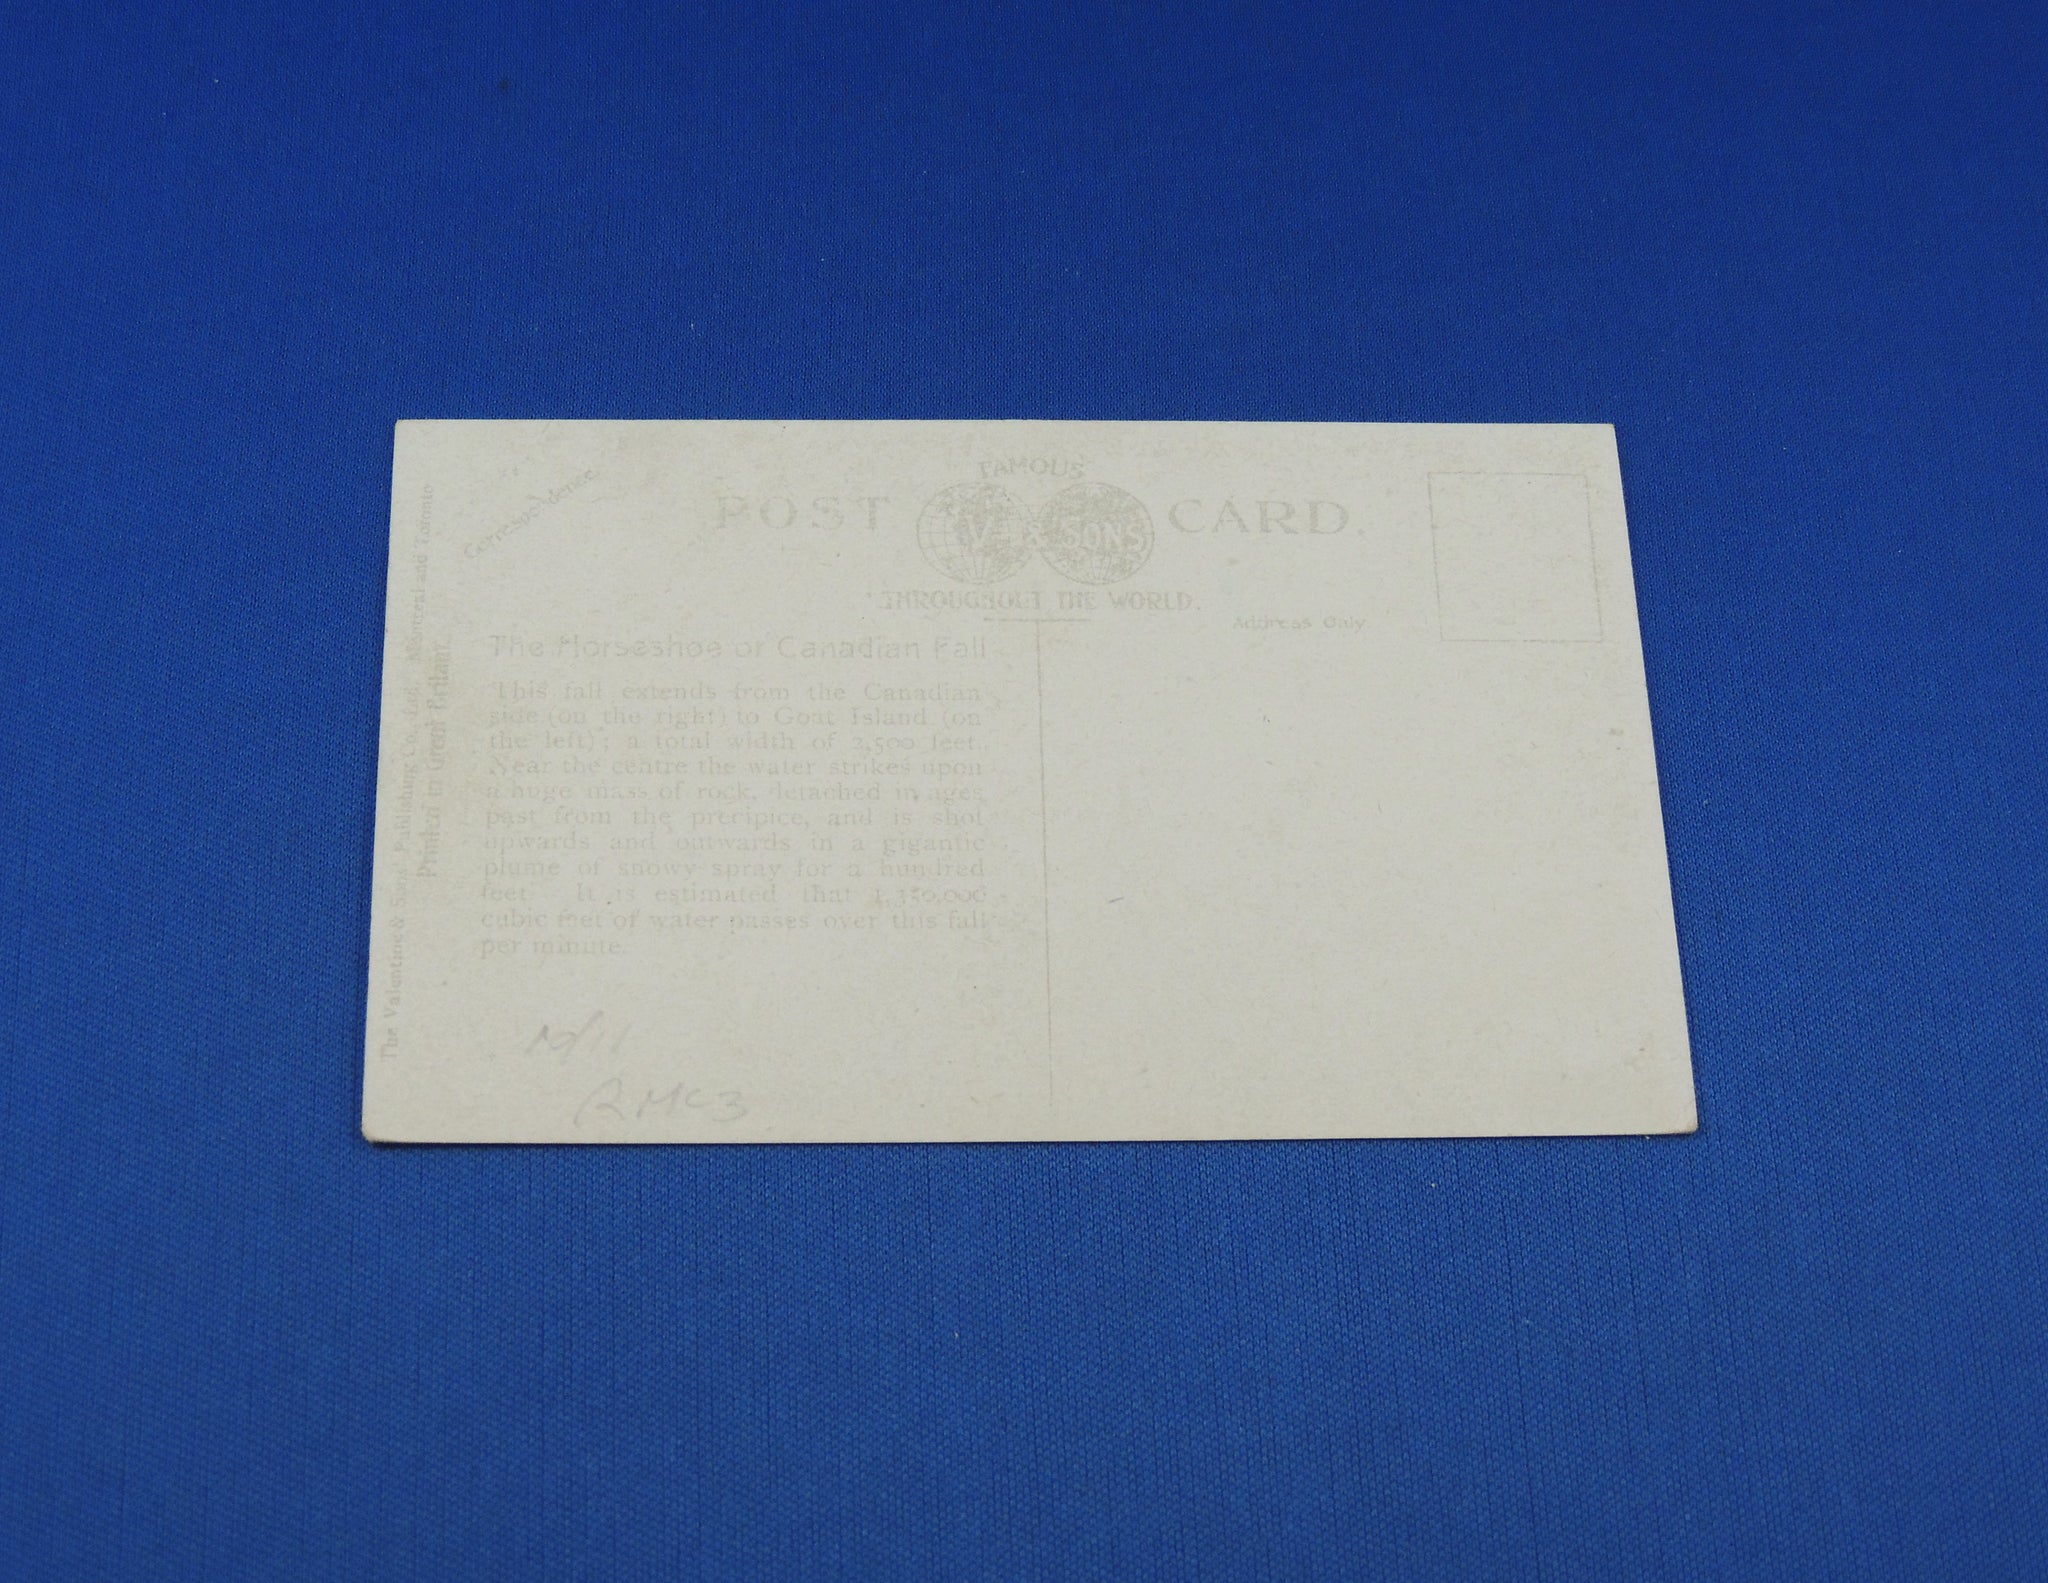 Correspondence
FAMOUS
POST V & SONS CARD.
THROUGHOUT THE WORLD.
Address Only.
The Horseshoe or Canadian Fall
This fall extends from the Canadian
side (on the right) to Goat Island (on
the left); a total width of 2,500 feet.
Near the centre the water strikes upon
a huge mass of rock, detached in ages
past from the precipice, and is shot
upwards and outwards in a gigantic
plume of snowy spray for a hundred
feet. It is estimated that 1,350,000
cubic feet of water passes over this fall
per minute.
The Valentine & Sons' Publishing Co., Ltd., Montreal and Toronto
Printed in Great Britain.
RMC3